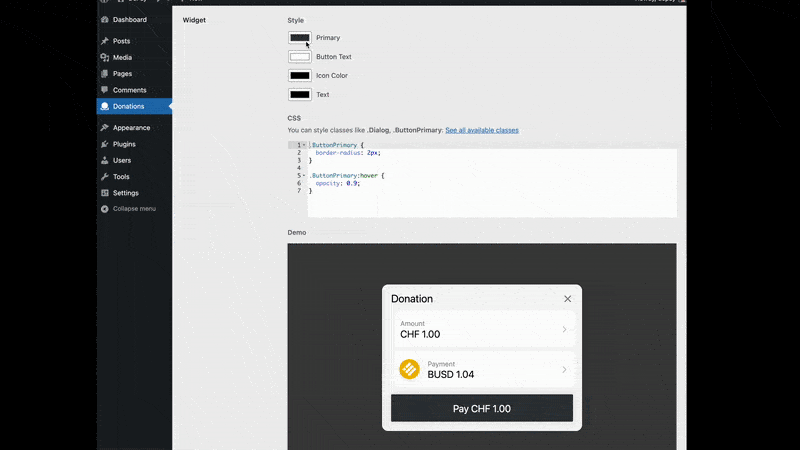 Dashboard
Posts
Media
Pages
Comments
Donations
Appearance
Plugins
Users
Tools
Settings
Collapse menu
Widget
Style
Primary
Button Text
Icon Color
Text
CSS
You can style classes like .Dialog, .ButtonPrimary: See all available classes
1 .ButtonPrimary {
2 border-radius: 2px;
3 }
4
5 .ButtonPrimary:hover {
6 opacity: 0.9;
7 }
Demo
Donation
Amount
CHF 1.00
Payment
BUSD 1.04
Pay CHF 1.00